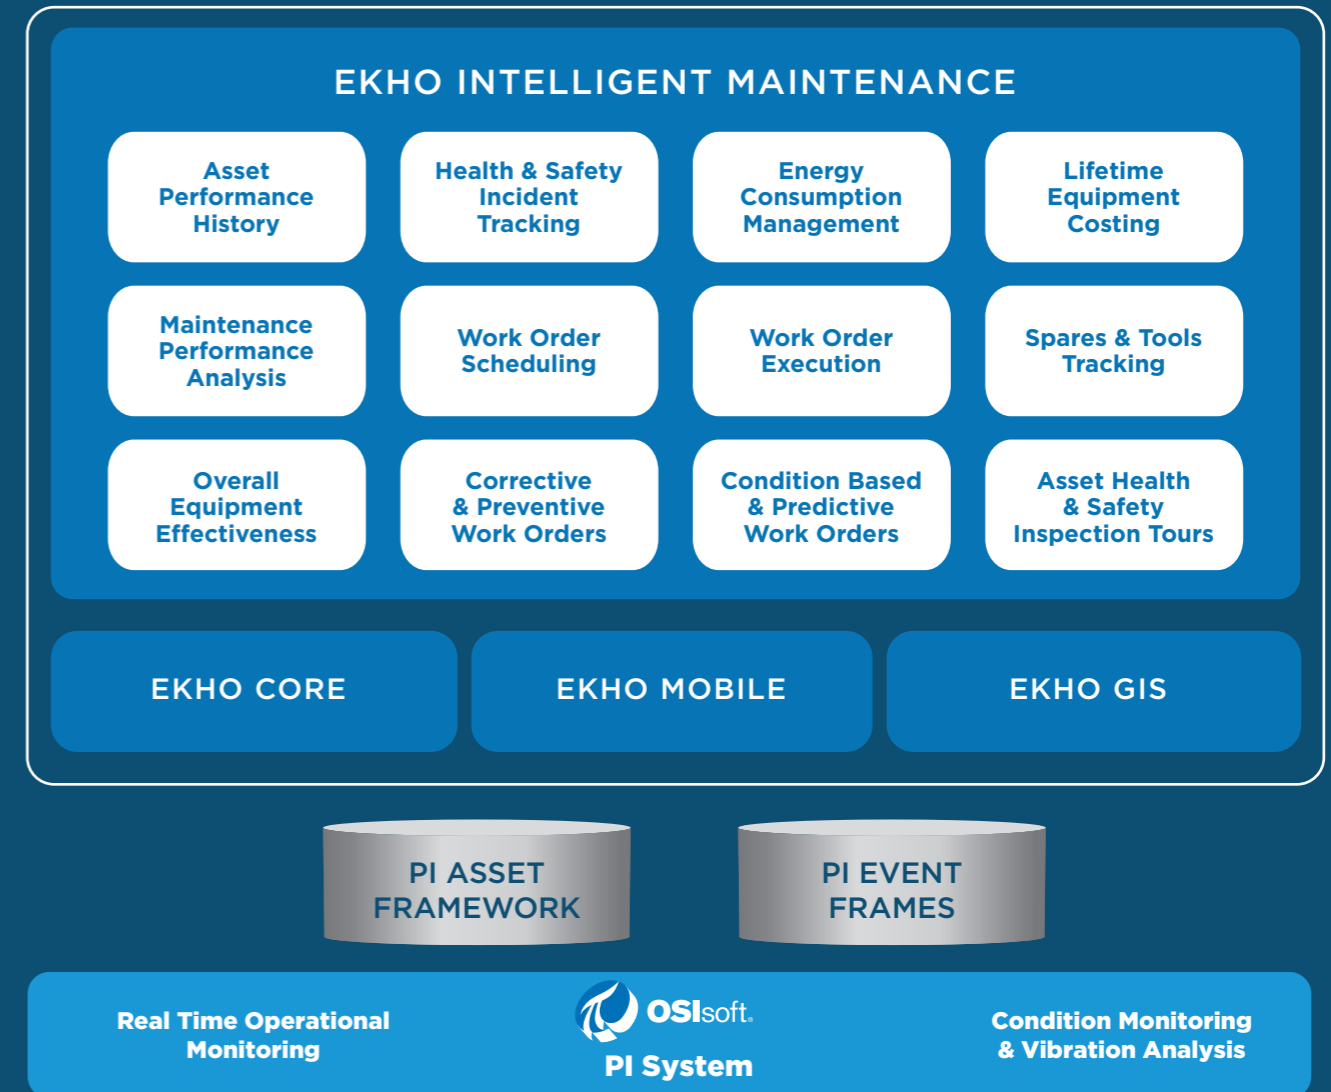 EKHO INTELLIGENT MAINTENANCE
Asset
Performance
History
Health & Safety
Incident
Tracking
Energy
Consumption
Management
Lifetime
Equipment
Costing
Maintenance
Performance
Analysis
Work Order
Scheduling
Work Order
Execution
Spares & Tools
Tracking
Overall
Equipment
Effectiveness
Corrective
& Preventive
Work Orders
Condition Based
& Predictive
Work Orders
Asset Health
& Safety
Inspection Tours
EKHO CORE
EKHO MOBILE
EKHO GIS
PI ASSET
FRAMEWORK
PI EVENT
FRAMES
Real Time Operational
Monitoring
OSIsoft.
PI System
Condition Monitoring
& Vibration Analysis